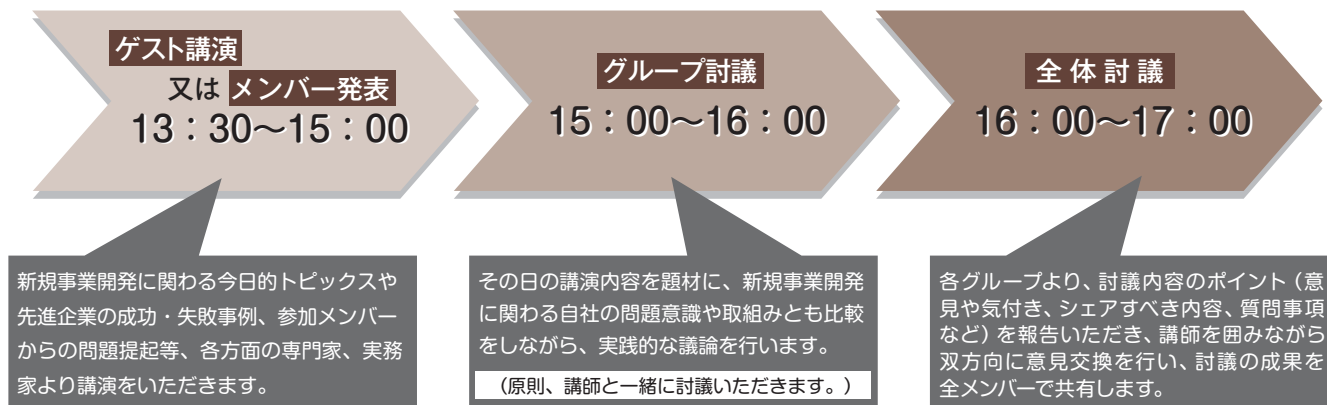 ゲスト講演
又は メンバー発表
13：30〜15：00
グループ討議
15：00〜16：00
全体討議
16：00〜17：00
新規事業開発に関わる今日的トピックスや
先進企業の成功・失敗事例、参加メンバー
からの問題提起等、各方面の専門家、実務
家より講演をいただきます。
その日の講演内容を題材に、新規事業開発
に関わる自社の問題意識や取組みとも比較
をしながら、実践的な議論を行います。
（原則、講師と一緒に討議いただきます。）
各グループより、討議内容のポイント（意
見や気付き、シェアすべき内容、質問事項
など）を報告いただき、講師を囲みながら
双方向に意見交換を行い、討議の成果を
全メンバーで共有します。